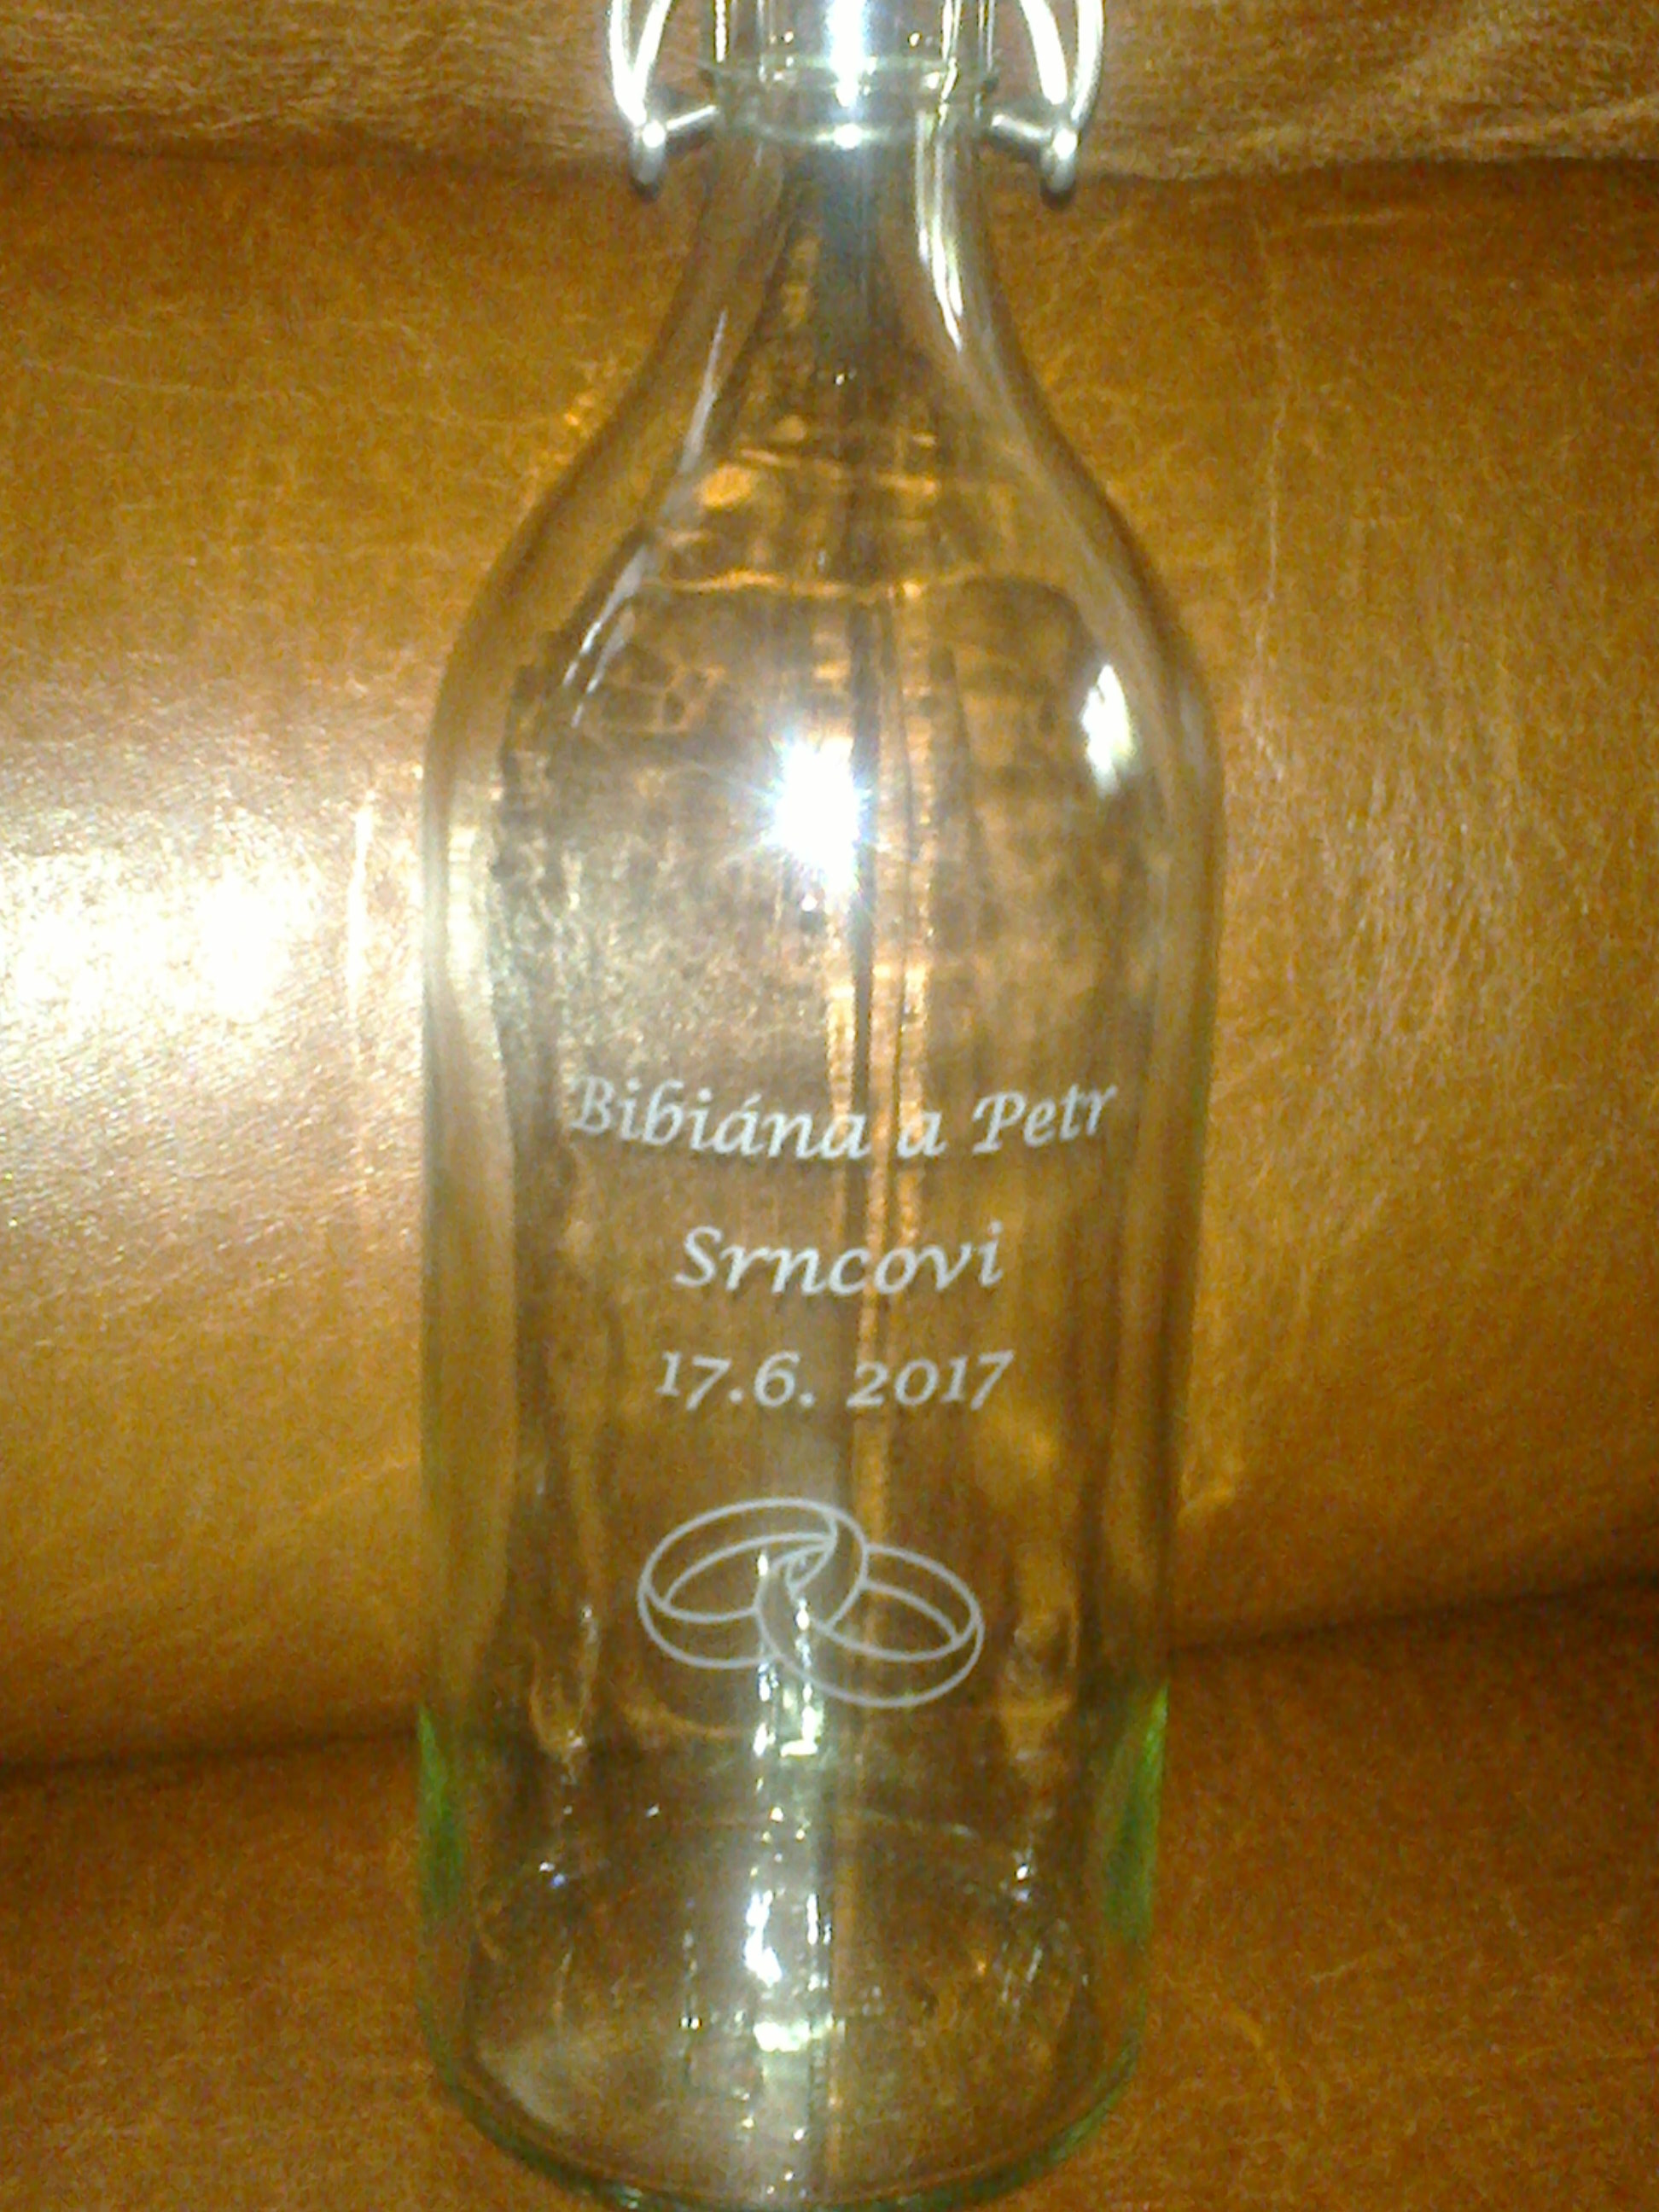 Bibiána a Petr
Srncovi
17.6. 2017